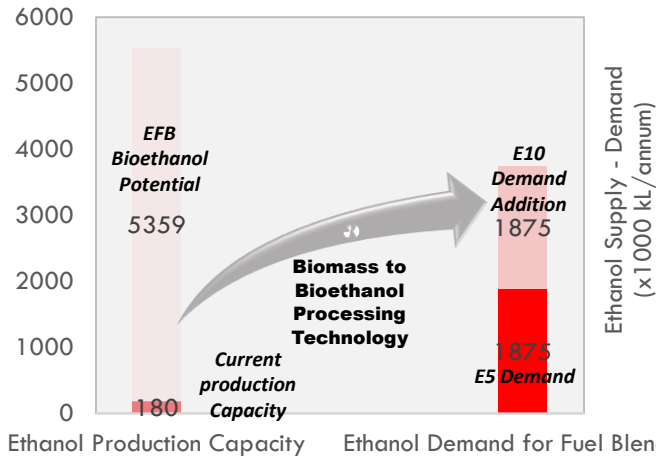 6000
5000
4000
3000
2000
1000
0
EFB
Bioethanol
Potential
5359
Current
production
Capacity
180
Biomass to
Bioethanol
Processing
Technology
E10
Demand
Addition
1875
1875
E5 Demand
Ethanol Supply - Demand
(x1000 kL/annum)
Ethanol Production Capacity
Ethanol Demand for Fuel Blen